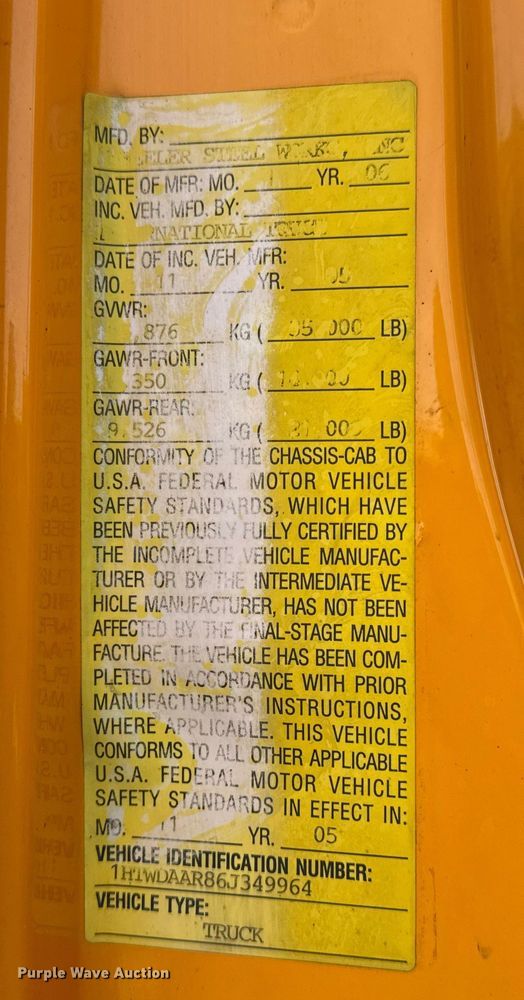 MFD. BY:
STEEL
DATE OF MFR: MO. YR. 06
INC. VEH. MFD. BY:
DATE OF INC. VEH. MFR:
MO. 11 YR.
GVWR:
KG ( LB)
GAWR-FRONT:
KG ( LB)
GAWR-REAR:
9,526 KG ( LB)
CONFORMITY OF THE CHASSIS-CAB TO
U.S.A. FEDERAL MOTOR VEHICLE
SAFETY STANDARDS, WHICH HAVE
BEEN PREVIOUSLY FULLY CERTIFIED BY
THE INCOMPLETE VEHICLE MANUFAC-
TURER OR BY THE INTERMEDIATE VE-
HICLE MANUFACTURER, HAS NOT BEEN
AFFECTED BY THE FINAL-STAGE MANU-
FACTURE. THE VEHICLE HAS BEEN COM-
PLETED IN ACCORDANCE WITH PRIOR
MANUFACTURER'S INSTRUCTIONS,
WHERE APPLICABLE. THIS VEHICLE
CONFORMS TO ALL OTHER APPLICABLE
U.S.A. FEDERAL MOTOR VEHICLE
SAFETY STANDARDS IN EFFECT IN:
MO. 11 YR. 05
VEHICLE IDENTIFICATION NUMBER:
1HTWDAAR86J349964
VEHICLE TYPE:
TRUCK
Purple Wave Auction